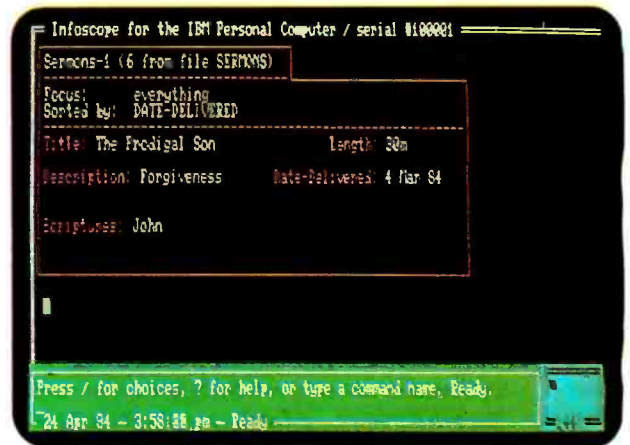 Infoscope for the IBM Personal Computer / serial #100001
Sermons-1 (6 from file SERMONS)
Focus: everything
Sorted by: DATE-DELIVERED
Title: The Prodigal Son Length: 30m
Description: Forgiveness Date-Delivered: 4 Mar 84
Scriptures: John
Press / for choices, ? for help, or type a command name, Ready.
24 Apr 84 - 3:58: pm - Ready